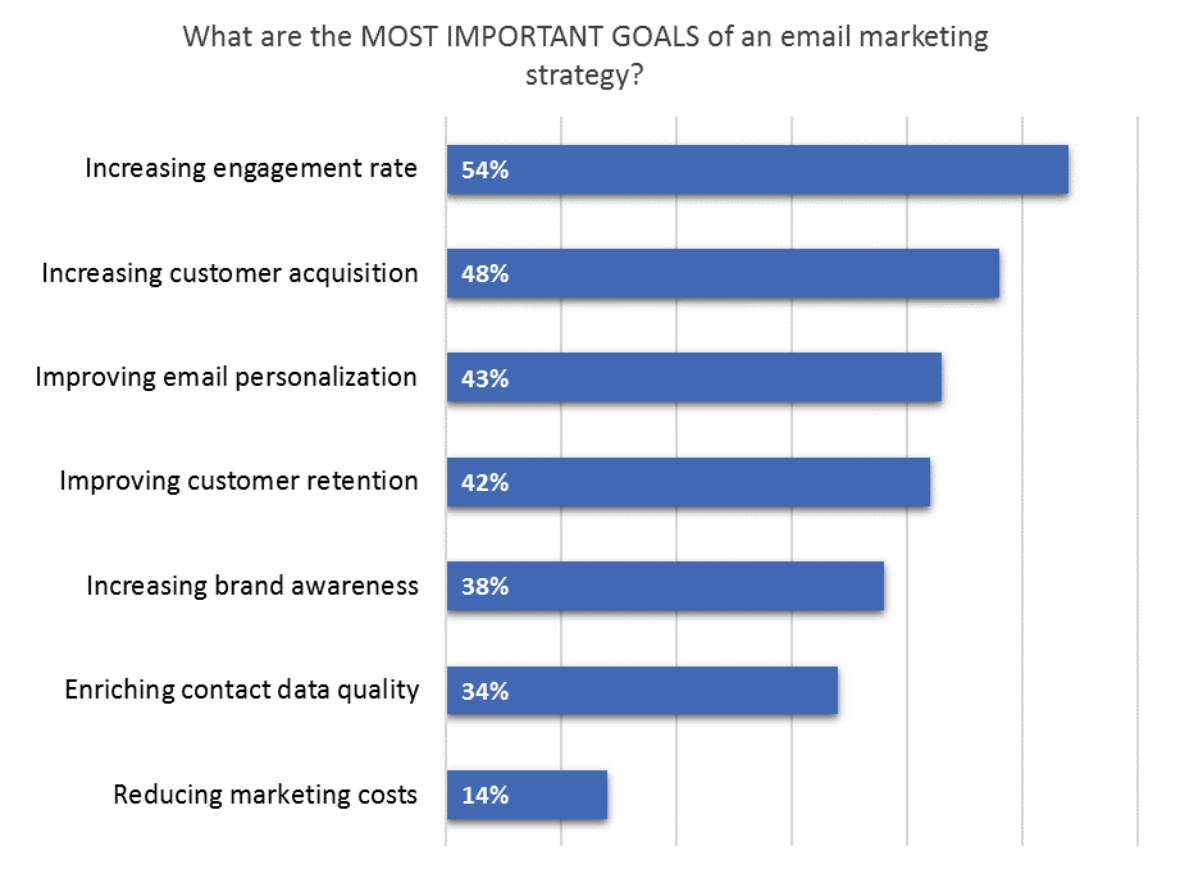 What are the MOST IMPORTANT GOALS of an email marketing
strategy?
Increasing engagement rate 54%
Increasing customer acquisition 48%
Improving email personalization 43%
Improving customer retention 42%
Increasing brand awareness 38%
Enriching contact data quality 34%
Reducing marketing costs 14%